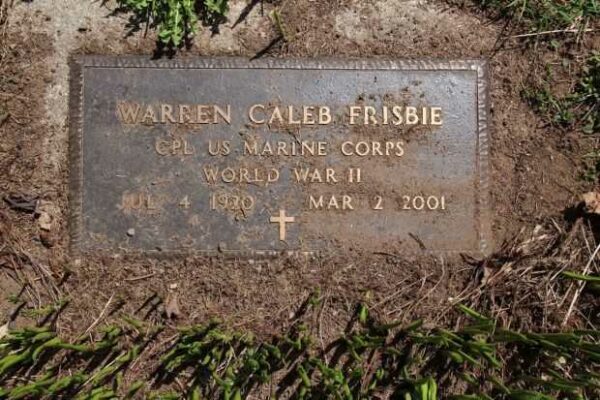 WARREN CALEB FRISBIE
CPL US MARINE CORPS
WORLD WAR II
JUL 4 1920 MAR 2 2001